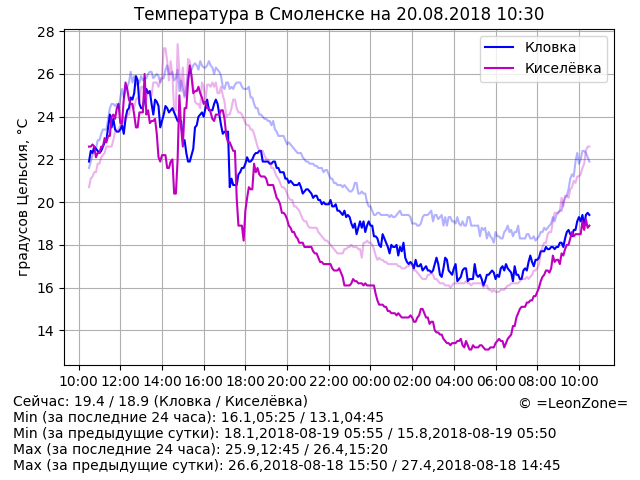 Температура в Смоленске на 20.08.2018 10:30
Кловка
Киселёвка
градусов Цельсия, °C
28
26
24
22
20
18
16
14
10:00 12:00 14:00 16:00 18:00 20:00 22:00 00:00 02:00 04:00 06:00 08:00 10:00
Сейчас: 19.4 / 18.9 (Кловка / Киселёвка)
© =LeonZone=
Min (за последние 24 часа): 16.1,05:25 / 13.1,04:45
Min (за предыдущие сутки): 18.1,2018-08-19 05:55 / 15.8,2018-08-19 05:50
Max (за последние 24 часа): 25.9,12:45 / 26.4,15:20
Max (за предыдущие сутки): 26.6,2018-08-18 15:50 / 27.4,2018-08-18 14:45